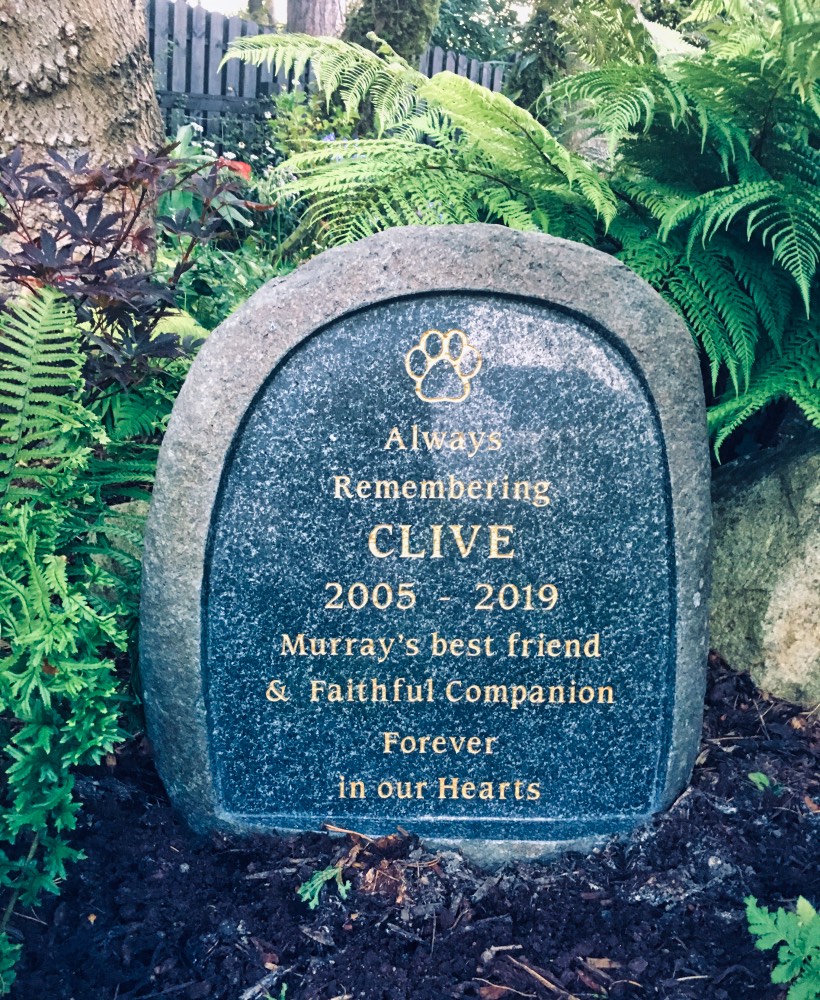 Always
Remembering
CLIVE
2005 - 2019
Murray's best friend
& Faithful Companion
Forever
in our Hearts